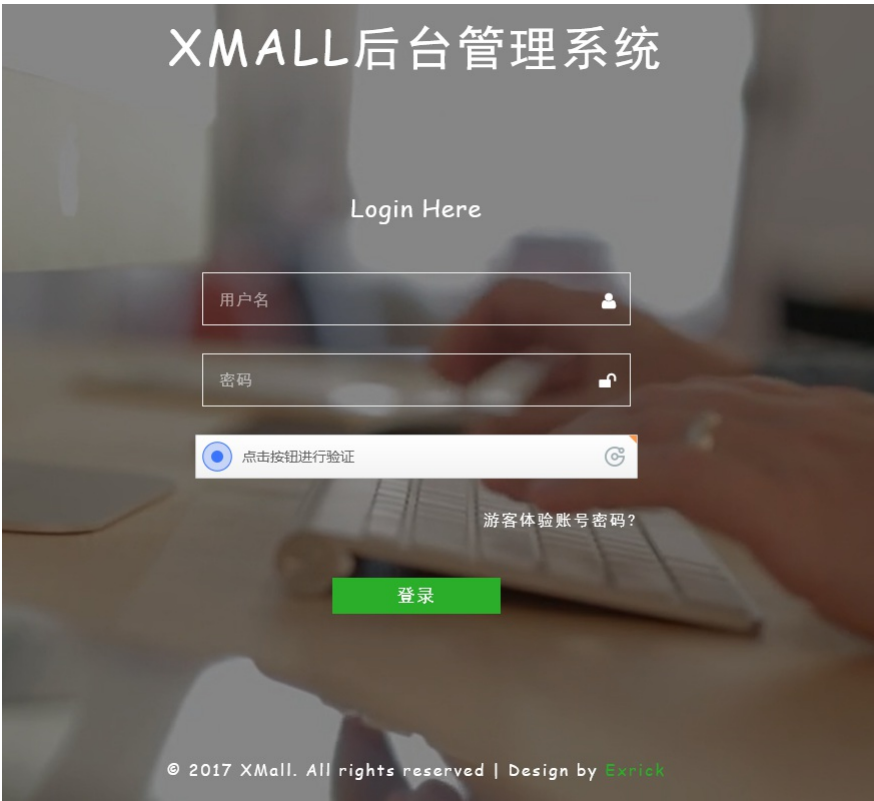 XMALL后台管理系统
Login Here
用户名
密码
点击按钮进行验证
游客体验账号密码?
登录
© 2017 XMall. All rights reserved | Design by Exrick